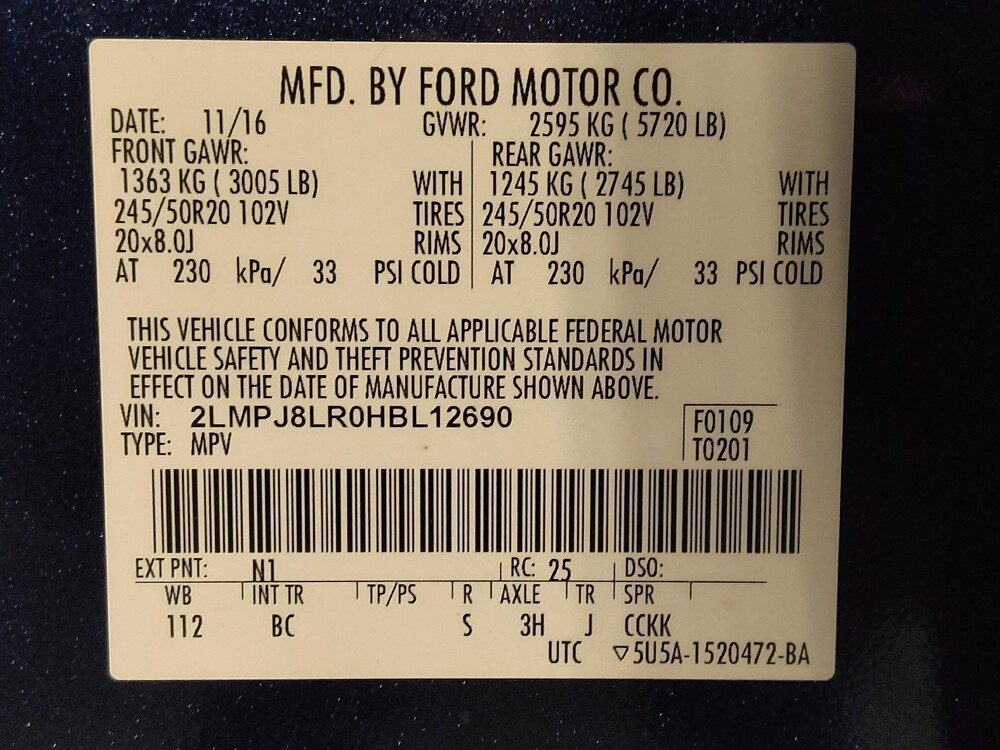 MFD. BY FORD MOTOR CO.
DATE: 11/16 GVWR: 2595 KG ( 5720 LB)
FRONT GAWR: REAR GAWR:
1363 KG ( 3005 LB) WITH 1245 KG ( 2745 LB) WITH
245/50R20 102V TIRES 245/50R20 102V TIRES
20x8.0J RIMS 20x8.0J RIMS
AT 230 kPa/ 33 PSI COLD AT 230 kPa/ 33 PSI COLD
THIS VEHICLE CONFORMS TO ALL APPLICABLE FEDERAL MOTOR
VEHICLE SAFETY AND THEFT PREVENTION STANDARDS IN
EFFECT ON THE DATE OF MANUFACTURE SHOWN ABOVE.
VIN: 2LMPJ8LR0HBL12690 F0109
TYPE: MPV T0201
EXT PNT: N1 RC: 25 DSO:
WB INT TR TP/PS R AXLE TR SPR
112 BC S 3H J CCKK
UTC ▽5U5A-1520472-BA